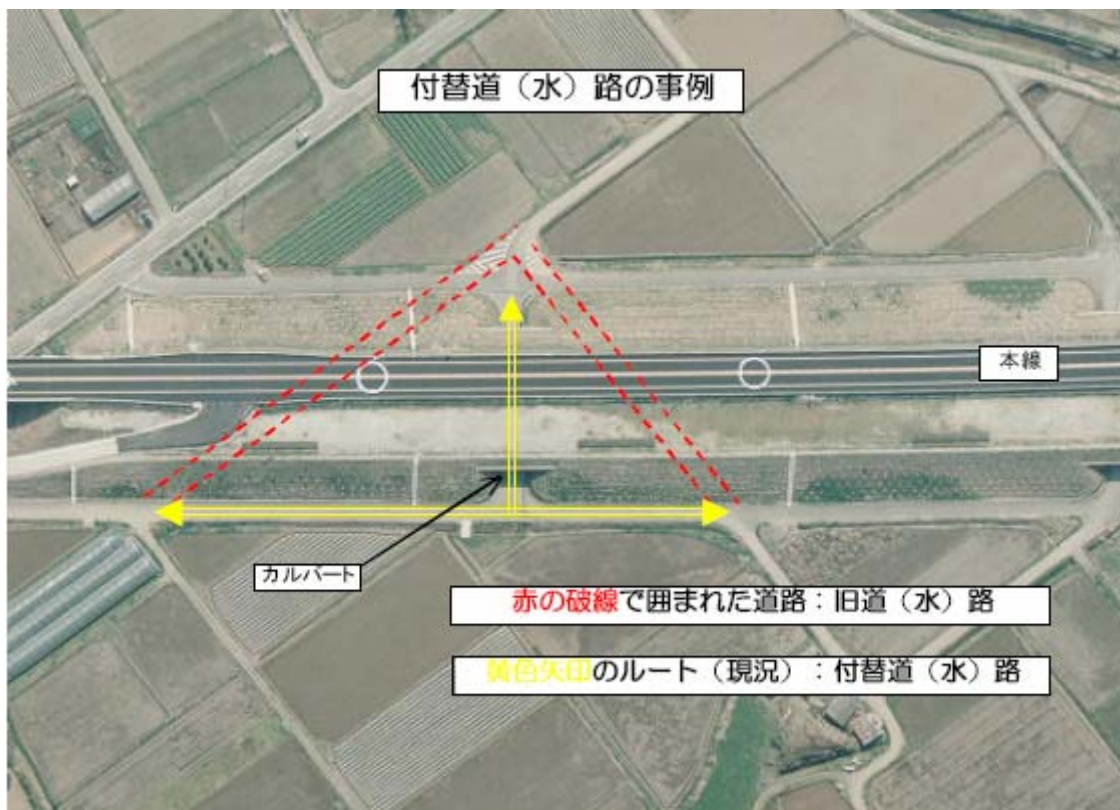 付替道（水）路の事例
本線
カルバート
赤の破線で囲まれた道路：旧道（水）路
黄色矢印のルート（現況）：付替道（水）路